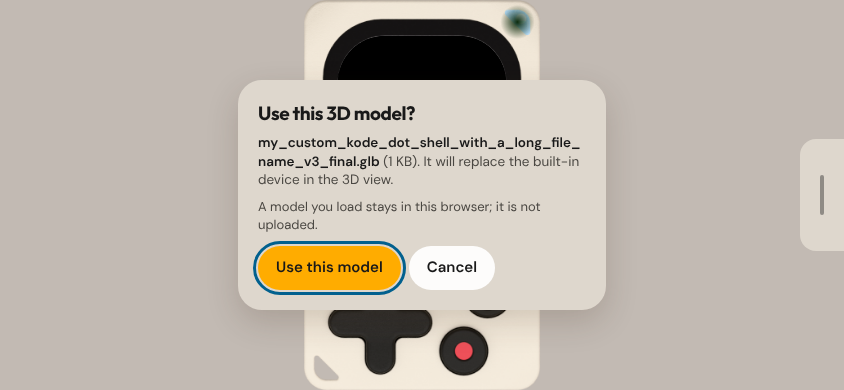 Use this 3D model?
my_custom_kode_dot_shell_with_a_long_file_
name_v3_final.glb (1 KB). It will replace the built-in
device in the 3D view.
A model you load stays in this browser; it is not
uploaded.
Use this model
Cancel